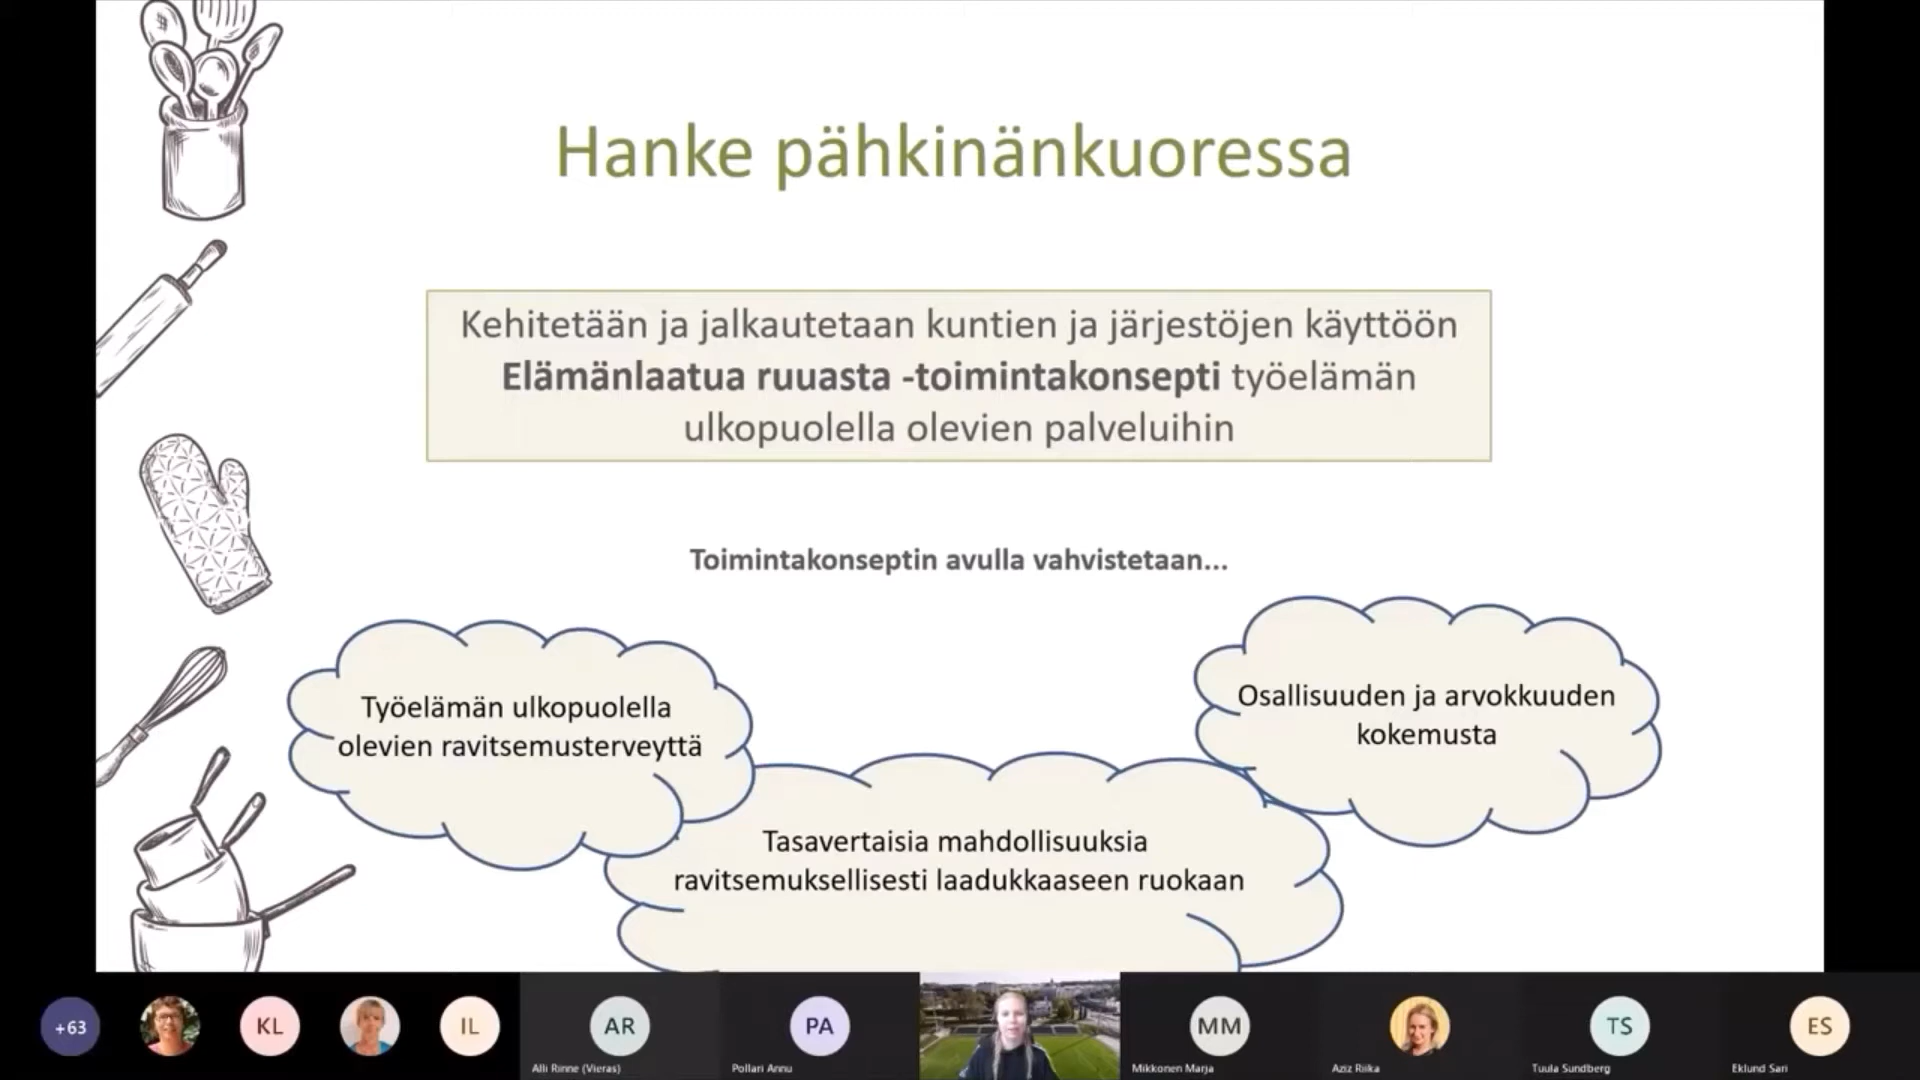 Hanke pähkinänkuoressa
Kehitetään ja jalkautetaan kuntien ja järjestöjen käyttöön
Elämänlaatua ruuasta -toimintakonsepti työelämän
ulkopuolella olevien palveluihin
Toimintakonseptin avulla vahvistetaan...
Työelämän ulkopuolella
olevien ravitsemusterveyttä
Osallisuuden ja arvokkuuden
kokemusta
Tasavertaisia mahdollisuuksia
ravitsemuksellisesti laadukkaaseen ruokaan
+63
KL
IL
AR
PA
MM
TS
ES
Alli Rinne (Vieras)
Pollari Annu
Mikkonen Marja
Aziz Riika
Tuula Sundberg
Eklund Sari